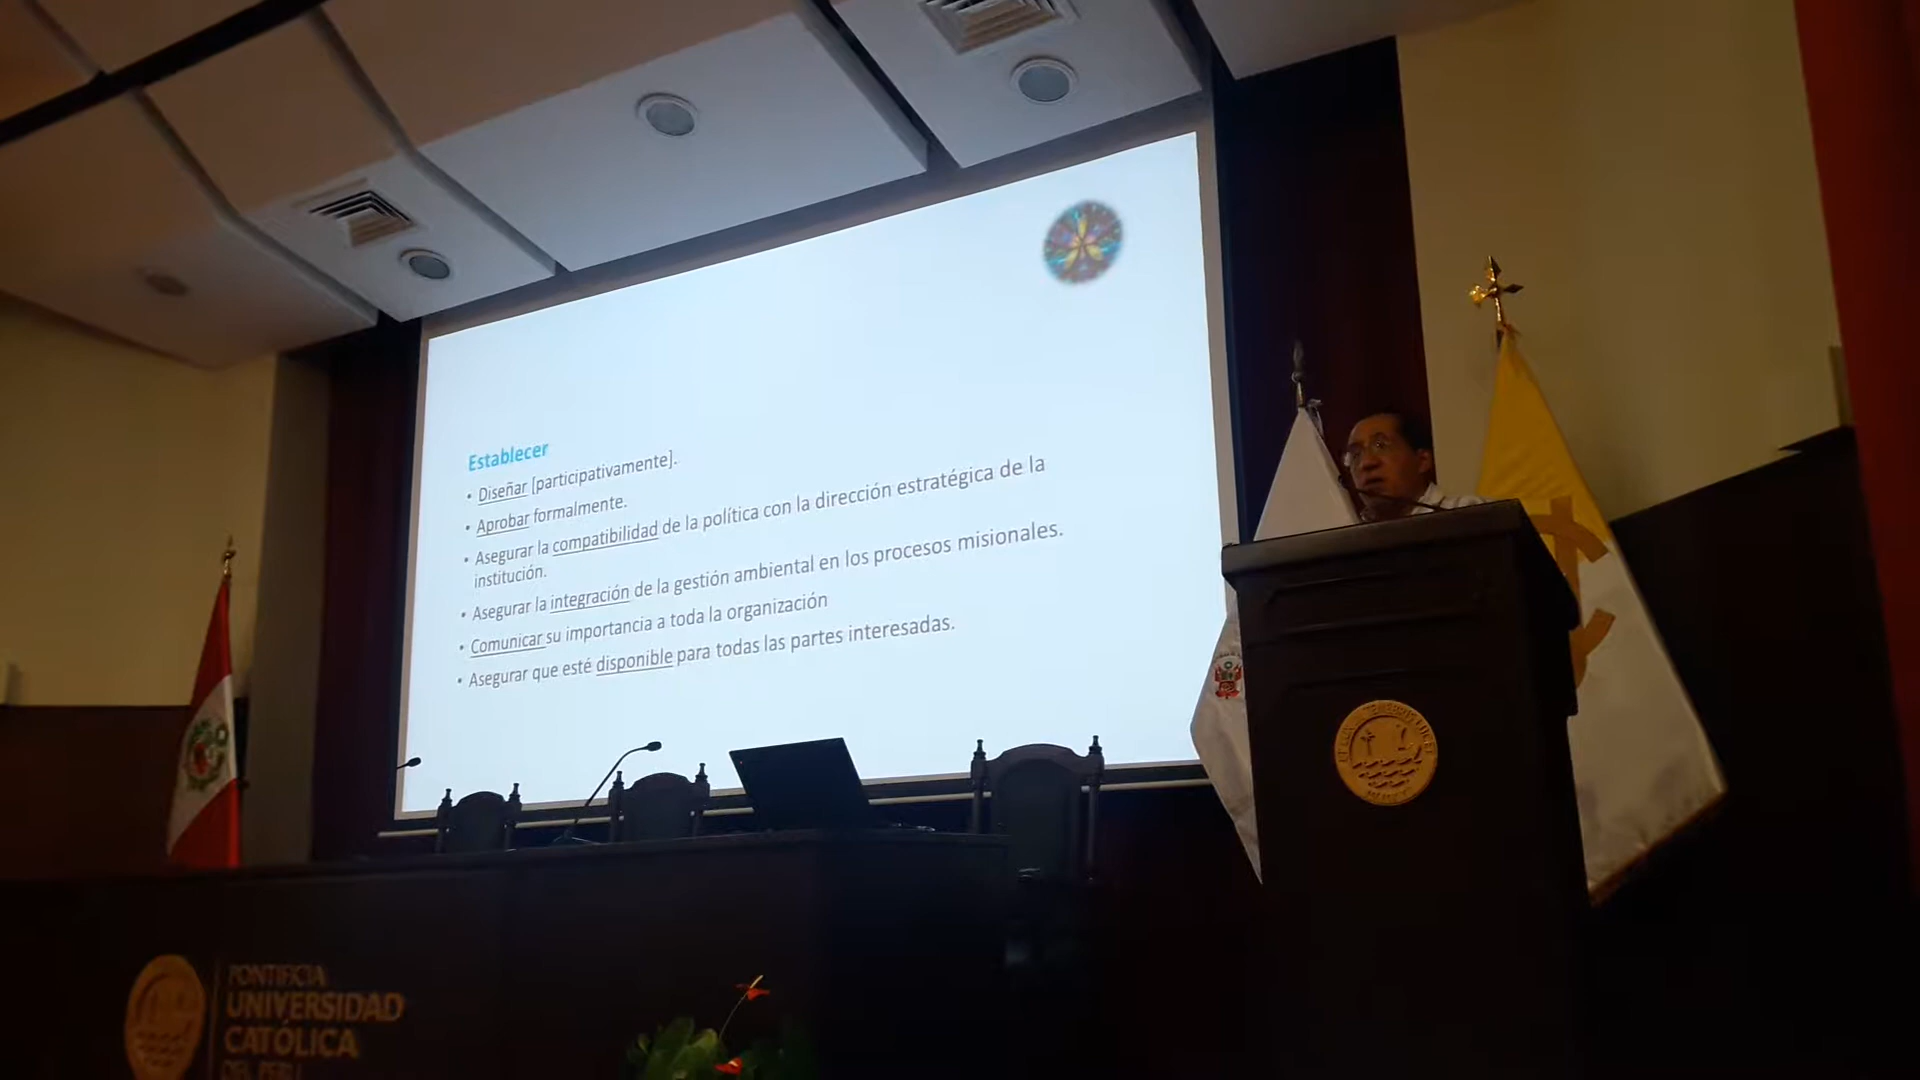 Establecer
• Diseñar [participativamente].
• Aprobar formalmente.
• Asegurar la compatibilidad de la política con la dirección estratégica de la
institución.
• Asegurar la integración de la gestión ambiental en los procesos misionales.
• Comunicar su importancia a toda la organización
• Asegurar que esté disponible para todas las partes interesadas.
PONTIFICIA
UNIVERSIDAD
CATÓLICA
DEL PERÚ